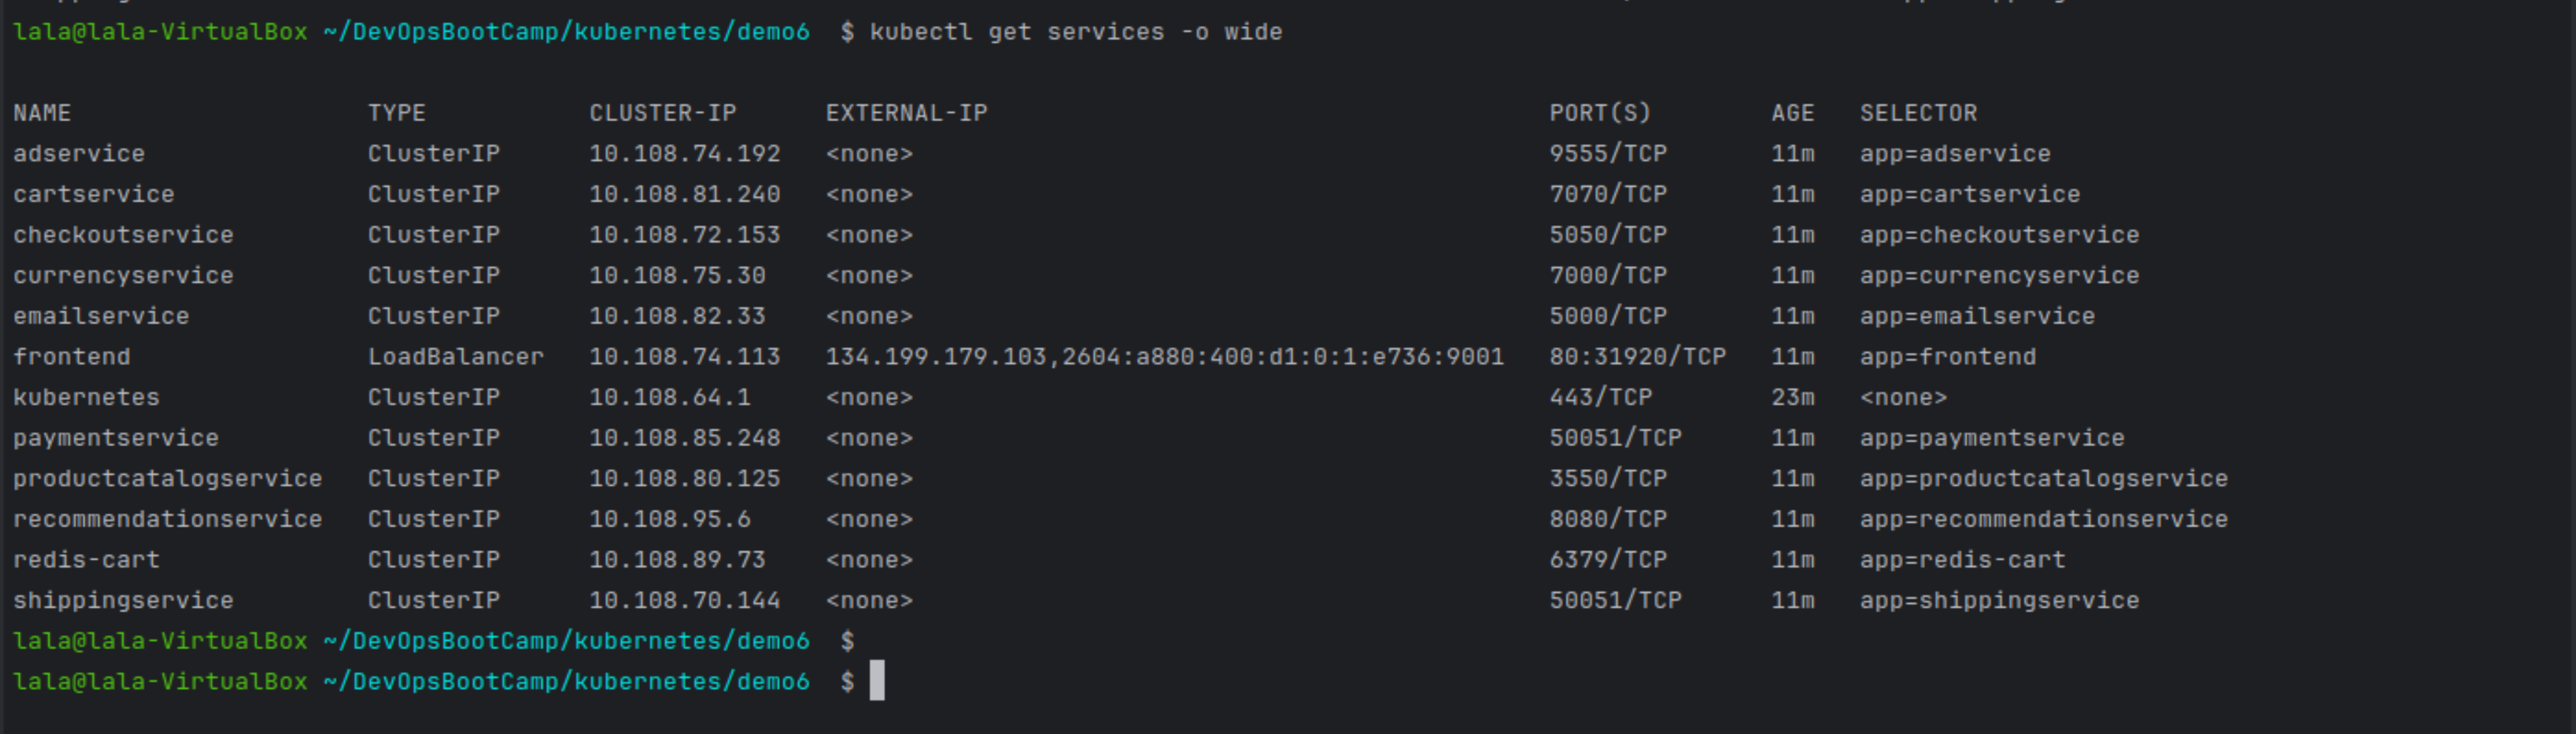 lala@lala-VirtualBox ~/DevOpsBootCamp/kubernetes/demo6  $ kubectl get services -o wide
NAME                    TYPE           CLUSTER-IP      EXTERNAL-IP                                      PORT(S)        AGE   SELECTOR
adservice               ClusterIP      10.108.74.192   <none>                                           9555/TCP       11m   app=adservice
cartservice             ClusterIP      10.108.81.240   <none>                                           7070/TCP       11m   app=cartservice
checkoutservice         ClusterIP      10.108.72.153   <none>                                           5050/TCP       11m   app=checkoutservice
currencyservice         ClusterIP      10.108.75.30    <none>                                           7000/TCP       11m   app=currencyservice
emailservice            ClusterIP      10.108.82.33    <none>                                           5000/TCP       11m   app=emailservice
frontend                LoadBalancer   10.108.74.113   134.199.179.103,2604:a880:400:d1:0:1:e736:9001   80:31920/TCP   11m   app=frontend
kubernetes              ClusterIP      10.108.64.1     <none>                                           443/TCP        23m   <none>
paymentservice          ClusterIP      10.108.85.248   <none>                                           50051/TCP      11m   app=paymentservice
productcatalogservice   ClusterIP      10.108.80.125   <none>                                           3550/TCP       11m   app=productcatalogservice
recommendationservice   ClusterIP      10.108.95.6     <none>                                           8080/TCP       11m   app=recommendationservice
redis-cart              ClusterIP      10.108.89.73    <none>                                           6379/TCP       11m   app=redis-cart
shippingservice         ClusterIP      10.108.70.144   <none>                                           50051/TCP      11m   app=shippingservice
lala@lala-VirtualBox ~/DevOpsBootCamp/kubernetes/demo6  $
lala@lala-VirtualBox ~/DevOpsBootCamp/kubernetes/demo6  $